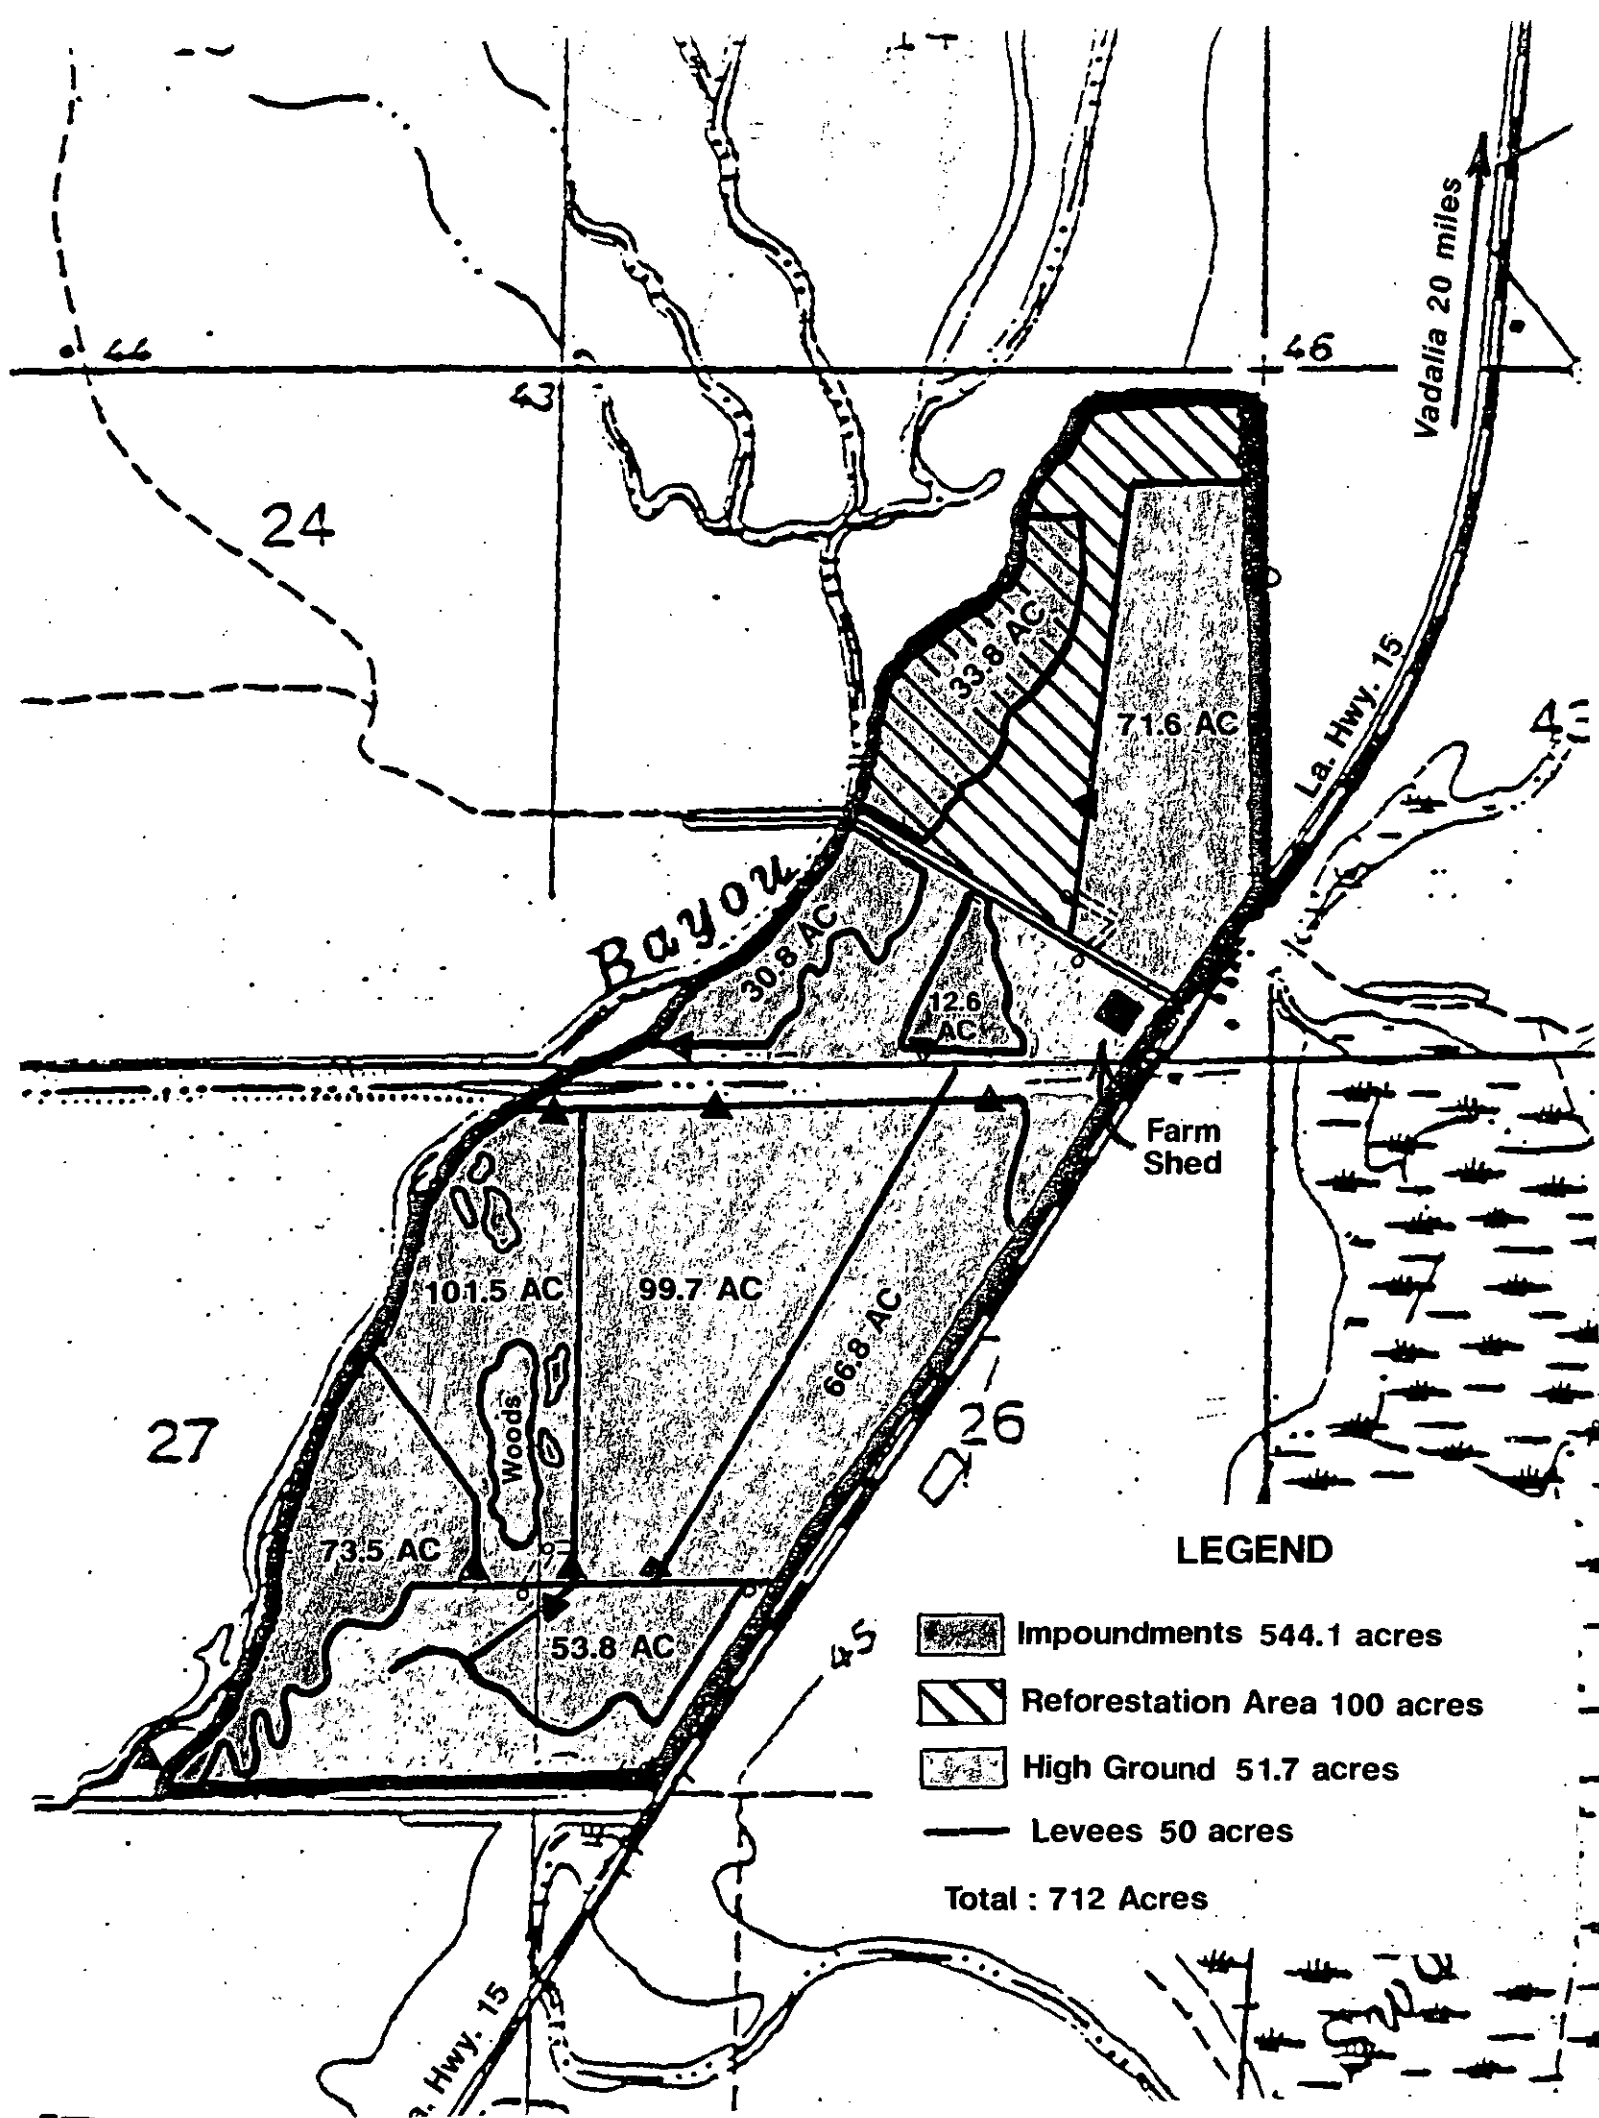 44
46
43
Vadalia 20 miles
24
33.8 AC
La. Hwy. 15
71.6 AC
Bayou
30.8 AC
12.6
AC
Farm
Shed
101.5 AC
99.7 AC
66.8 AC
27
Woods
26
73.5 AC
LEGEND
53.8 AC
45
Impoundments 544.1 acres
Reforestation Area 100 acres
High Ground 51.7 acres
Levees 50 acres
Total : 712 Acres
Hwy. 15